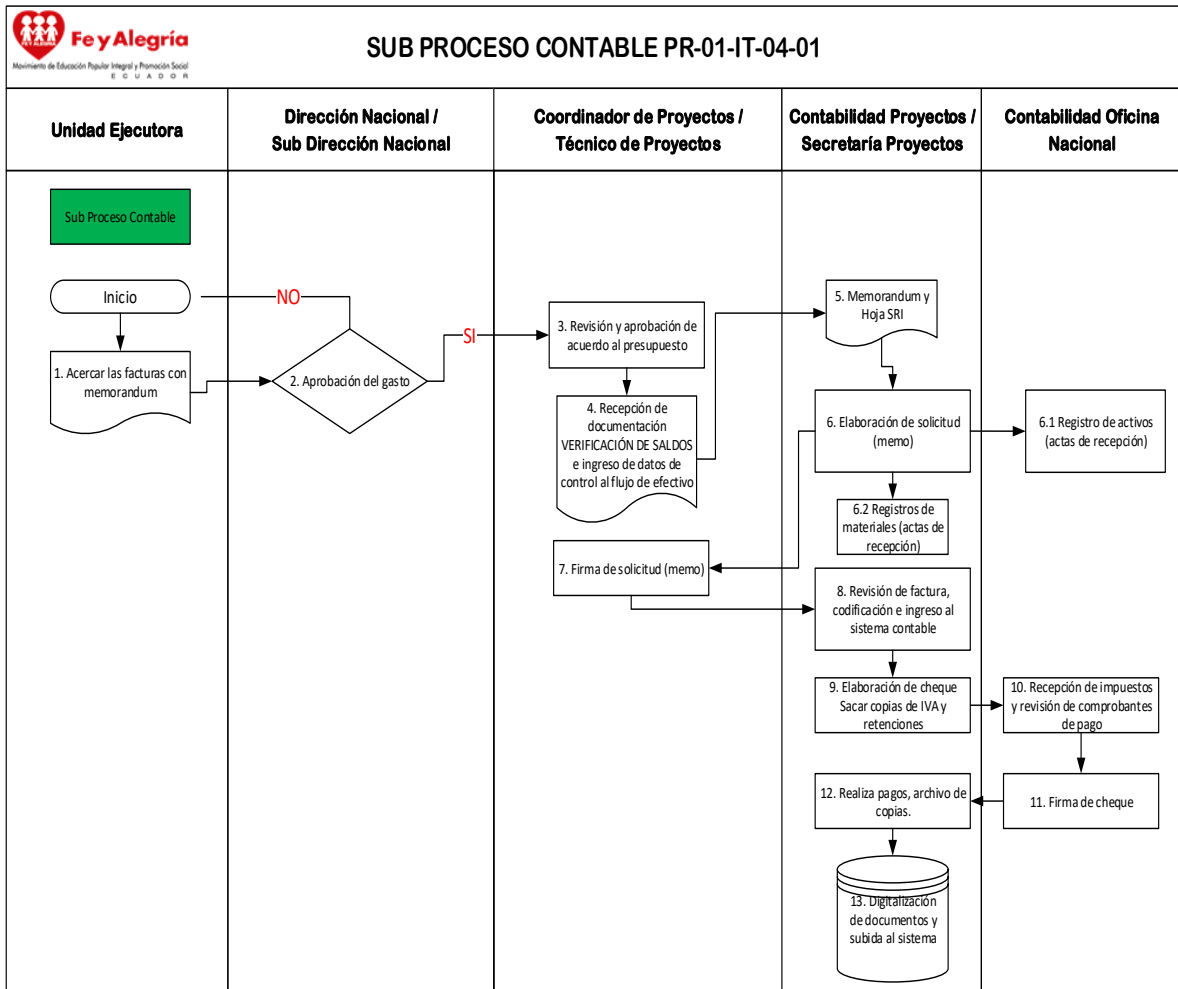 Fe y Alegría
FE Y ALEGRIA
Movimiento de Educación Popular Integral y Promoción Social
ECUADOR
SUB PROCESO CONTABLE PR-01-IT-04-01
Unidad Ejecutora
Dirección Nacional /
Sub Dirección Nacional
Coordinador de Proyectos /
Técnico de Proyectos
Contabilidad Proyectos /
Secretaría Proyectos
Contabilidad Oficina
Nacional
Sub Proceso Contable
Inicio
NO
1. Acercar las facturas con
memorandum
2. Aprobación del gasto
SI
3. Revisión y aprobación de
acuerdo al presupuesto
4. Recepción de
documentación
VERIFICACIÓN DE SALDOS
e ingreso de datos de
control al flujo de efectivo
5. Memorandum y
Hoja SRI
6. Elaboración de solicitud
(memo)
6.1 Registro de activos
(actas de recepción)
6.2 Registros de
materiales (actas de
recepción)
7. Firma de solicitud (memo)
8. Revisión de factura,
codificación e ingreso al
sistema contable
9. Elaboración de cheque
Sacar copias de IVA y
retenciones
10. Recepción de impuestos
y revisión de comprobantes
de pago
11. Firma de cheque
12. Realiza pagos, archivo de
copias.
13. Digitalización
de documentos y
subida al sistema